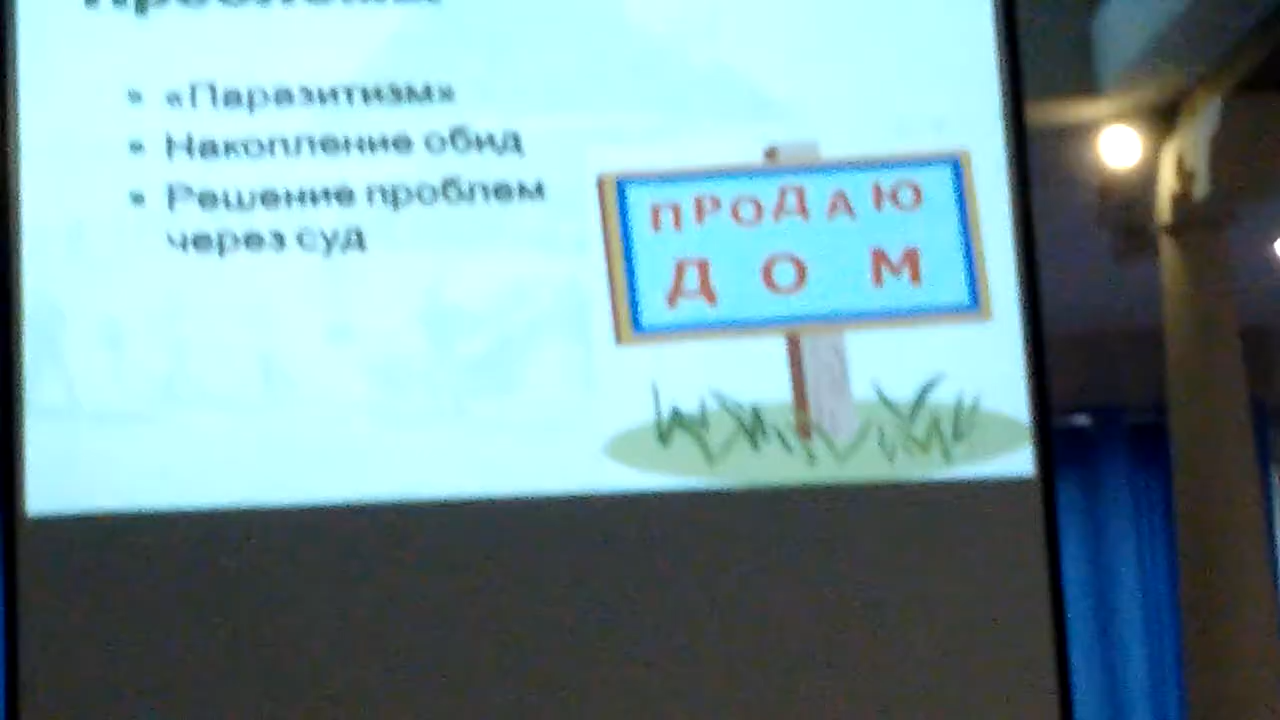 • «Паразитизм»
• Накопление обид
• Решение проблем
через суд
ПРОДАЮ
ДОМ